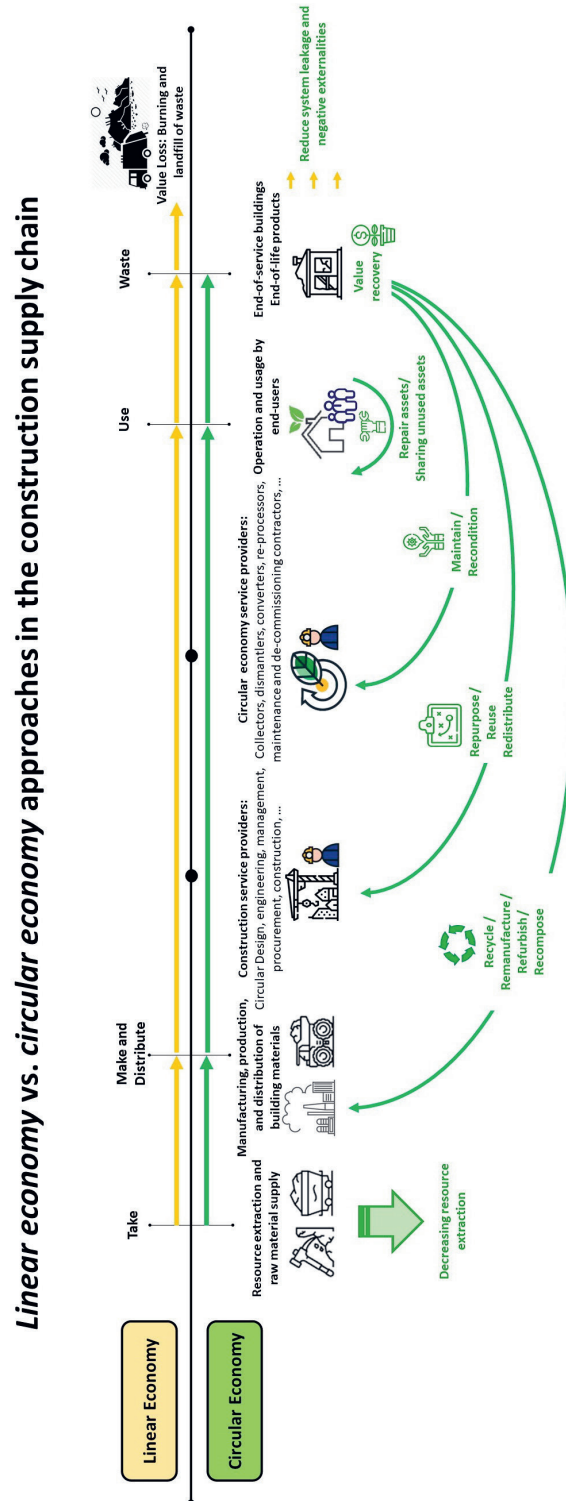 Linear economy vs. circular economy approaches in the construction supply chain
Linear Economy
Circular Economy
Take
Make and
Distribute
Use
Waste
Value Loss: Burning and
landfill of waste
Resource extraction and
raw material supply
Manufacturing, production,
and distribution of
building materials
Construction service providers:
Circular Design, engineering, management,
procurement, construction, ...
Circular economy service providers:
Collectors, dismantlers, converters, re-processors,
maintenance and de-commissioning contractors, ...
Operation and usage by
end-users
End-of-service buildings
End-of-life products
Reduce system leakage and
negative externalities
Value
recovery
Repair assets/
Sharing unused assets
Maintain /
Recondition
Repurpose /
Reuse
Redistribute
Recycle /
Remanufacture /
Refurbish /
Recompose
Decreasing resource
extraction